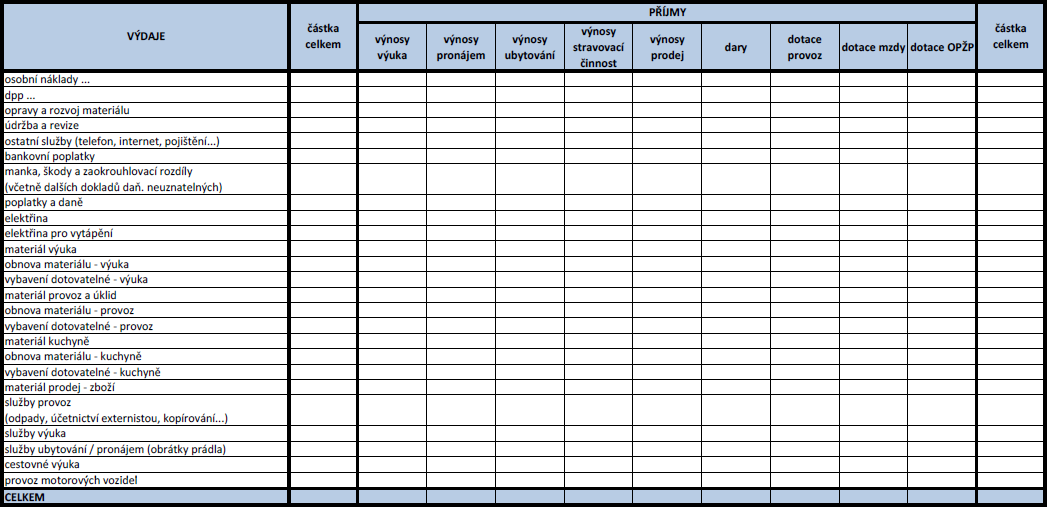 VÝDAJE
částka
celkem
PŘÍJMY
částka
celkem
výnosy
výuka
výnosy
pronájem
výnosy
ubytování
výnosy
stravovací
činnost
výnosy
prodej
dary
dotace
provoz
dotace mzdy
dotace OPŽP
osobní náklady ...
dpp ...
opravy a rozvoj materiálu
údržba a revize
ostatní služby (telefon, internet, pojištění...)
bankovní poplatky
manka, škody a zaokrouhlovací rozdíly
(včetně dalších dokladů daň. neuznatelných)
poplatky a daně
elektřina
elektřina pro vytápění
materiál výuka
obnova materiálu - výuka
vybavení dotovatelné - výuka
materiál provoz a úklid
obnova materiálu - provoz
vybavení dotovatelné - provoz
materiál kuchyně
obnova materiálu - kuchyně
vybavení dotovatelné - kuchyně
materiál prodej - zboží
služby provoz
(odpady, účetnictví externistou, kopírování...)
služby výuka
služby ubytování / pronájem (obrátky prádla)
cestovné výuka
provoz motorových vozidel
CELKEM